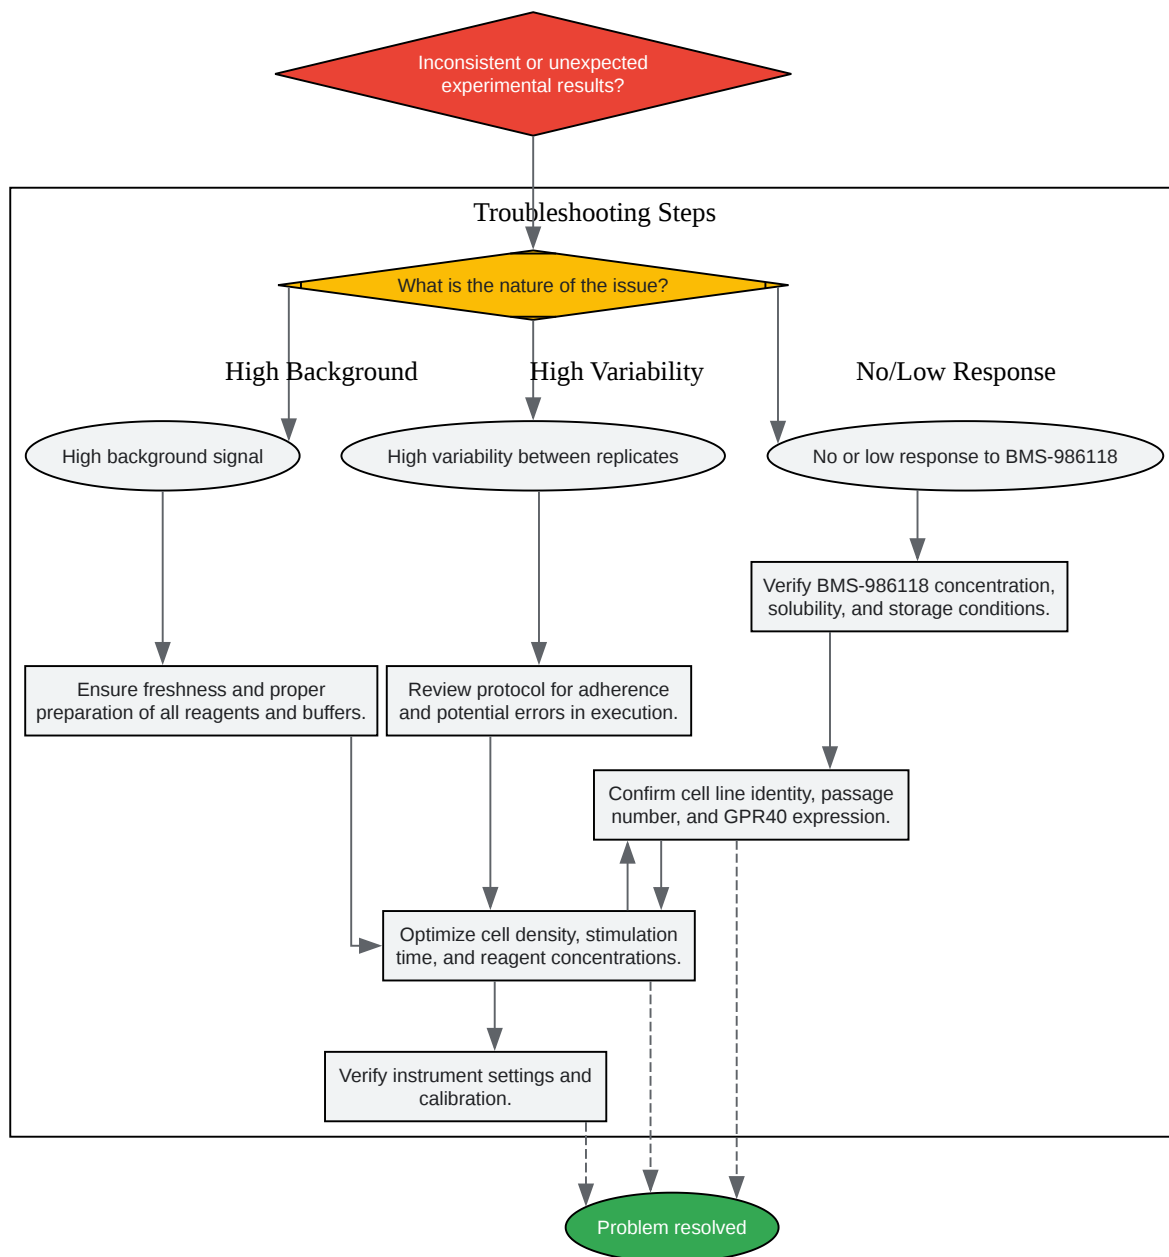 Inconsistent or unexpected
experimental results?
Troubleshooting Steps
What is the nature of the issue?
High Background
High Variability
No/Low Response
High background signal
High variability between replicates
No or low response to BMS-986118
Verify BMS-986118 concentration,
solubility, and storage conditions.
Ensure freshness and proper
preparation of all reagents and buffers.
Review protocol for adherence
and potential errors in execution.
Confirm cell line identity, passage
number, and GPR40 expression.
Optimize cell density, stimulation
time, and reagent concentrations.
Verify instrument settings and
calibration.
Problem resolved